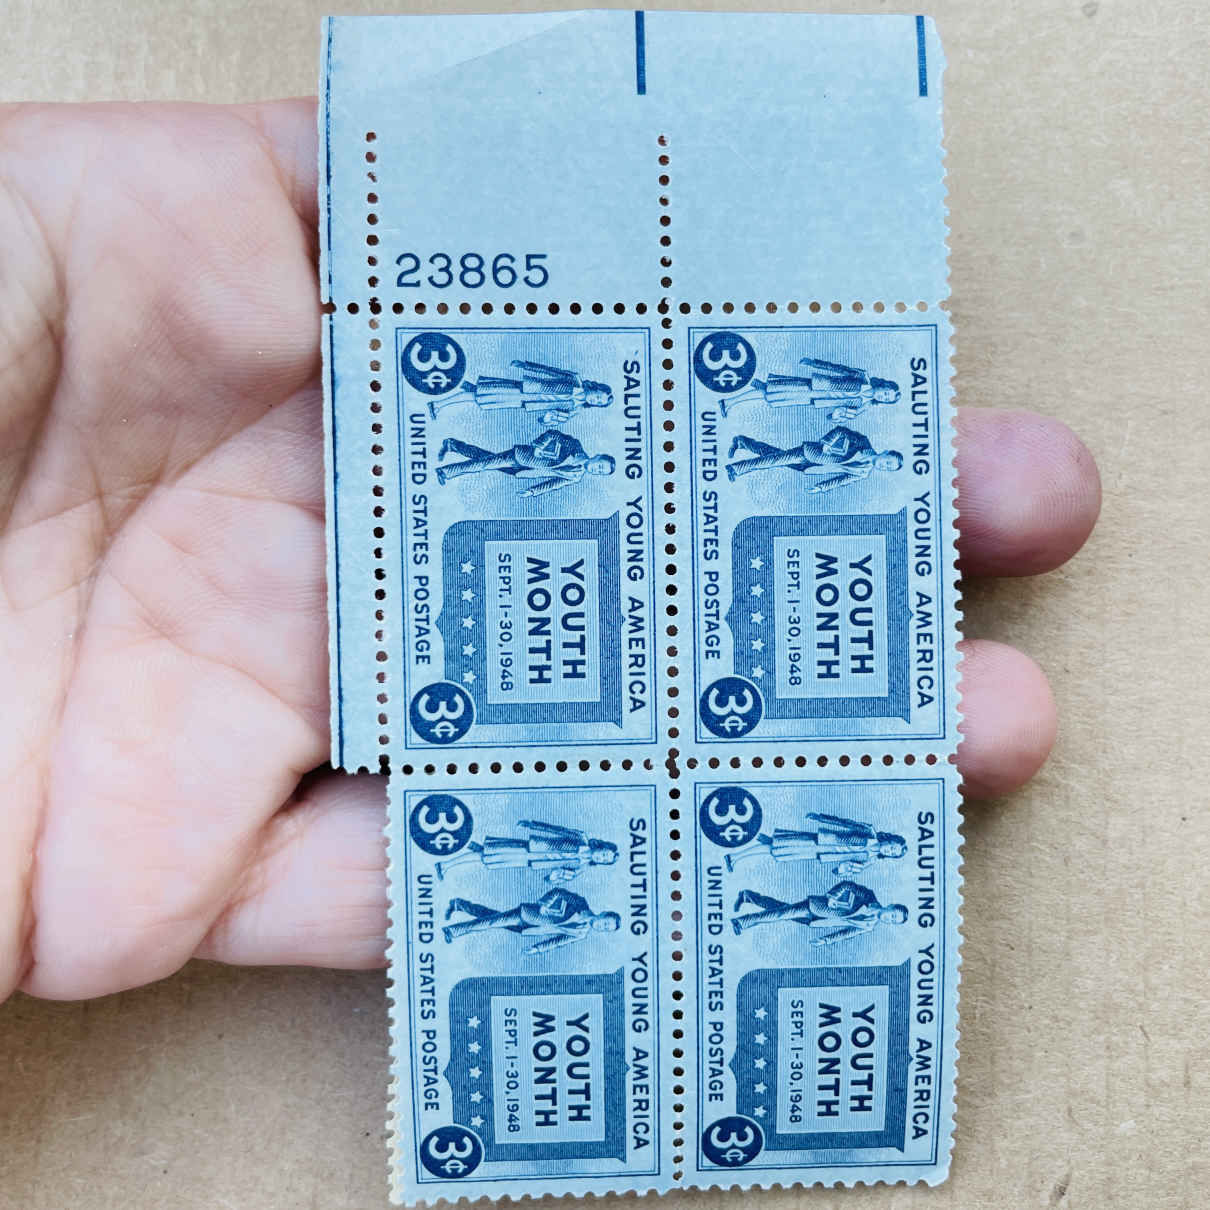 23865
SALUTING YOUNG AMERICA
3¢
YOUTH
MONTH
SEPT. 1-30, 1948
UNITED STATES POSTAGE
3¢
SALUTING YOUNG AMERICA
3¢
YOUTH
MONTH
SEPT. 1-30, 1948
UNITED STATES POSTAGE
3¢
SALUTING YOUNG AMERICA
3¢
YOUTH
MONTH
SEPT. 1-30, 1948
UNITED STATES POSTAGE
3¢
SALUTING YOUNG AMERICA
3¢
YOUTH
MONTH
SEPT. 1-30, 1948
UNITED STATES POSTAGE
3¢